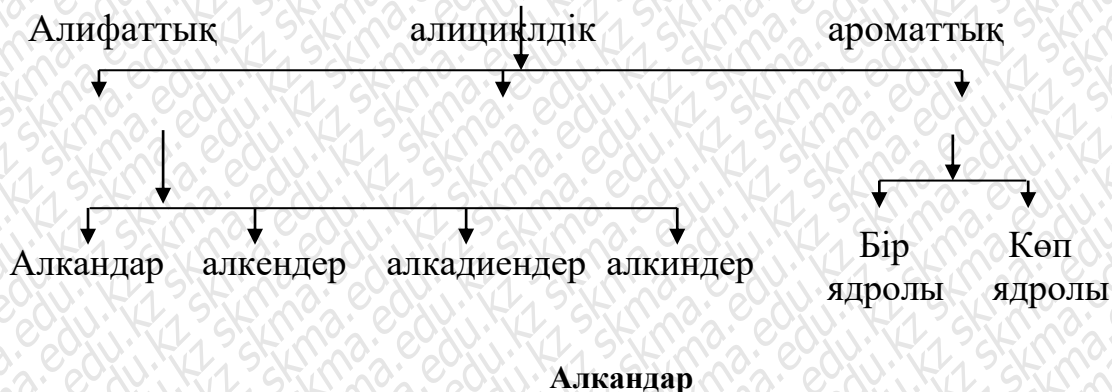 Алифаттық алициклдік ароматтық
Алкандар алкендер алкадиендер алкиндер
Бір ядролы
Көп ядролы
Алкандар